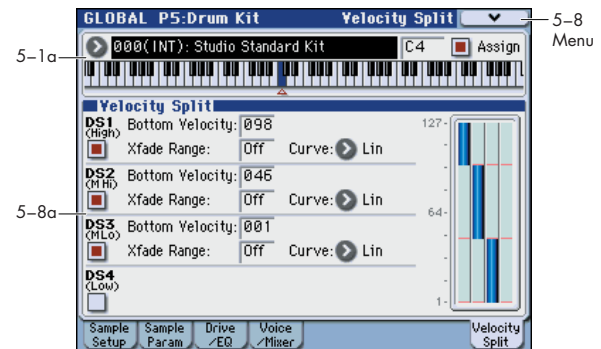 GLOBAL P5:Drum Kit Velocity Split
5–8
Menu
5–1a
000(INT): Studio Standard Kit C4 Assign
Velocity Split
DS1 Bottom Velocity: 098 127-
(High)
Xfade Range: Off Curve: Lin
DS2 Bottom Velocity: 046
(MHi)
Xfade Range: Off Curve: Lin
5–8a
64-
DS3 Bottom Velocity: 001
(MLo)
Xfade Range: Off Curve: Lin
DS4
(Low)
1-
Sample Setup
Sample Param
Drive /EQ
Voice /Mixer
Velocity Split